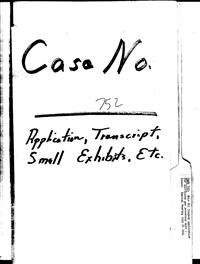 Case No.
752
Application, Transcript,
Small Exhibits, Etc.